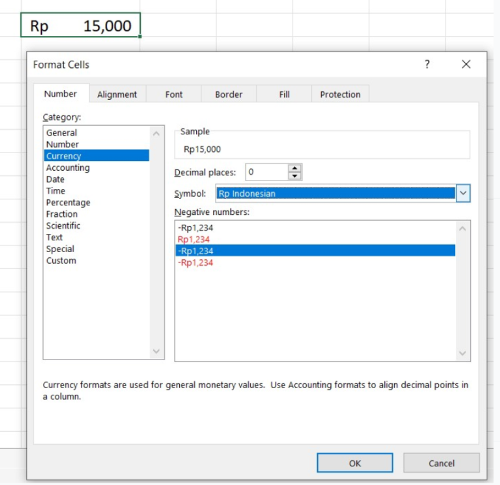 Rp 15,000
Format Cells ? ×
Number Alignment Font Border Fill Protection
Category:
General
Number
Currency
Accounting
Date
Time
Percentage
Fraction
Scientific
Text
Special
Custom
Sample
Rp15,000
Decimal places: 0
Symbol: Rp Indonesian
Negative numbers:
-Rp1,234
Rp1,234
-Rp1,234
-Rp1,234
Currency formats are used for general monetary values. Use Accounting formats to align decimal points in
a column.
OK Cancel